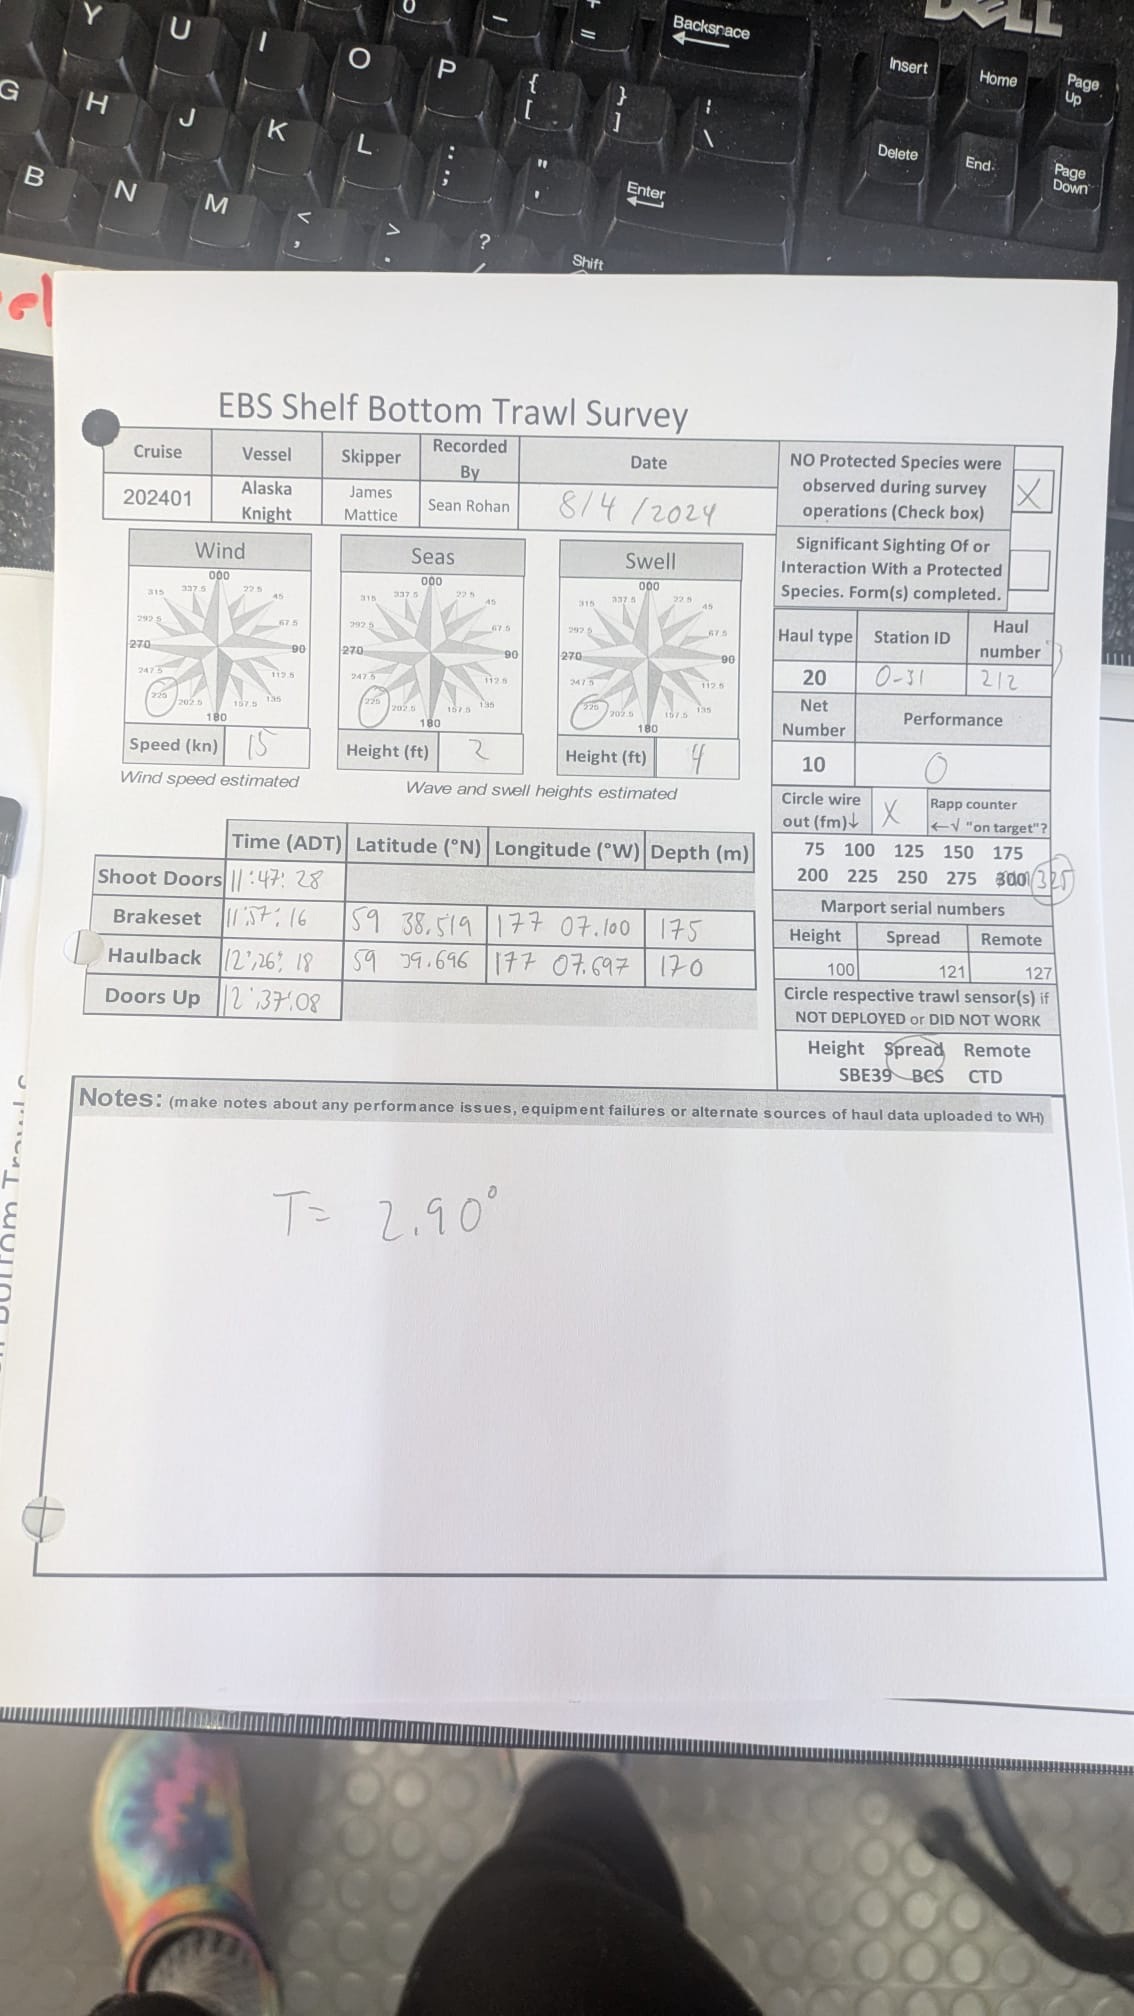 DELL
Y U I O P { [ } ] | \ Backspace
+ =
Insert Home Page Up
G H J K L : ; " ' Enter
Delete End Page Down
B N M < , > . ? / Shift
EBS Shelf Bottom Trawl Survey
Cruise Vessel Skipper Recorded By Date
202401 Alaska Knight James Mattice Sean Rohan 8/4/2024
NO Protected Species were
observed during survey
operations (Check box) X
Significant Sighting Of or
Interaction With a Protected
Species. Form(s) completed.
Wind
000
337.5 22.5
315 45
292.5 67.5
270 90
247.5 112.5
225 135
202.5 157.5
180
Speed (kn) 15
Wind speed estimated
Seas
000
337.5 22.5
315 45
292.5 67.5
270 90
247.5 112.5
225 135
202.5 157.5
180
Height (ft) 2
Swell
000
337.5 22.5
315 45
292.5 67.5
270 90
247.5 112.5
225 135
202.5 157.5
180
Height (ft) 4
Wave and swell heights estimated
Haul type Station ID Haul number
20 O-31 212
Net Number Performance
10 0
Circle wire
out (fm)↓ X
Rapp counter
←√ "on target"?
75 100 125 150 175
200 225 250 275 300 325
Marport serial numbers
Height Spread Remote
100 121 127
Circle respective trawl sensor(s) if
NOT DEPLOYED or DID NOT WORK
Height Spread Remote
SBE39 BCS CTD
Time (ADT) Latitude (°N) Longitude (°W) Depth (m)
Shoot Doors 11:47:28
Brakeset 11:57:16 59 38.519 177 07.100 175
Haulback 12:26:18 59 39.696 177 07.697 170
Doors Up 12:37:08
Notes: (make notes about any performance issues, equipment failures or alternate sources of haul data uploaded to WH)
T= 2.90°